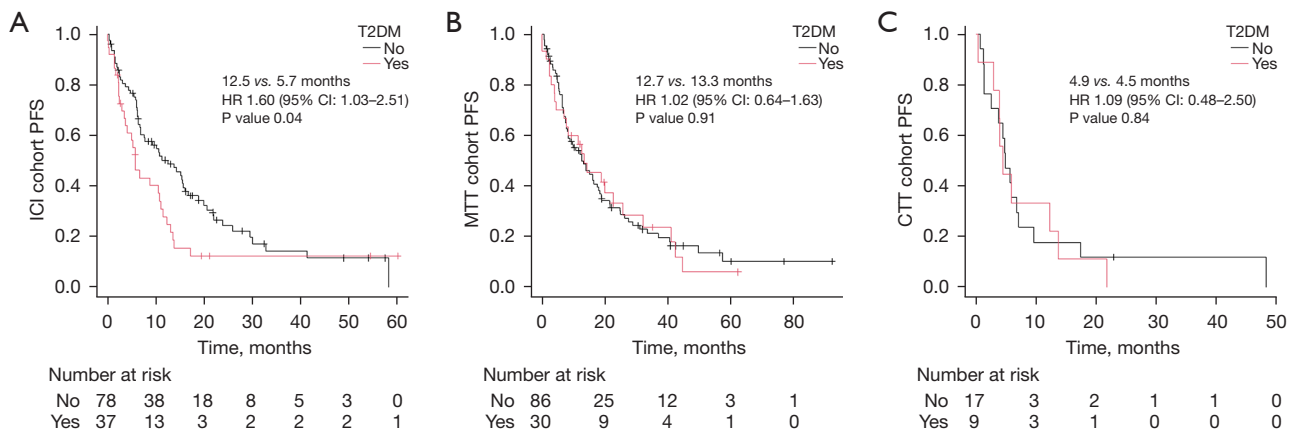 A
T2DM
No
Yes
12.5 vs. 5.7 months
HR 1.60 (95% CI: 1.03–2.51)
P value 0.04
ICI cohort PFS
1.0
0.8
0.6
0.4
0.2
0.0
0 10 20 30 40 50 60
Time, months
Number at risk
No 78 38 18 8 5 3 0
Yes 37 13 3 2 2 2 1
B
T2DM
No
Yes
12.7 vs. 13.3 months
HR 1.02 (95% CI: 0.64–1.63)
P value 0.91
MTT cohort PFS
1.0
0.8
0.6
0.4
0.2
0.0
0 20 40 60 80
Time, months
Number at risk
No 86 25 12 3 1
Yes 30 9 4 1 0
C
T2DM
No
Yes
4.9 vs. 4.5 months
HR 1.09 (95% CI: 0.48–2.50)
P value 0.84
CTT cohort PFS
1.0
0.8
0.6
0.4
0.2
0.0
0 10 20 30 40 50
Time, months
Number at risk
No 17 3 2 1 1 0
Yes 9 3 1 0 0 0